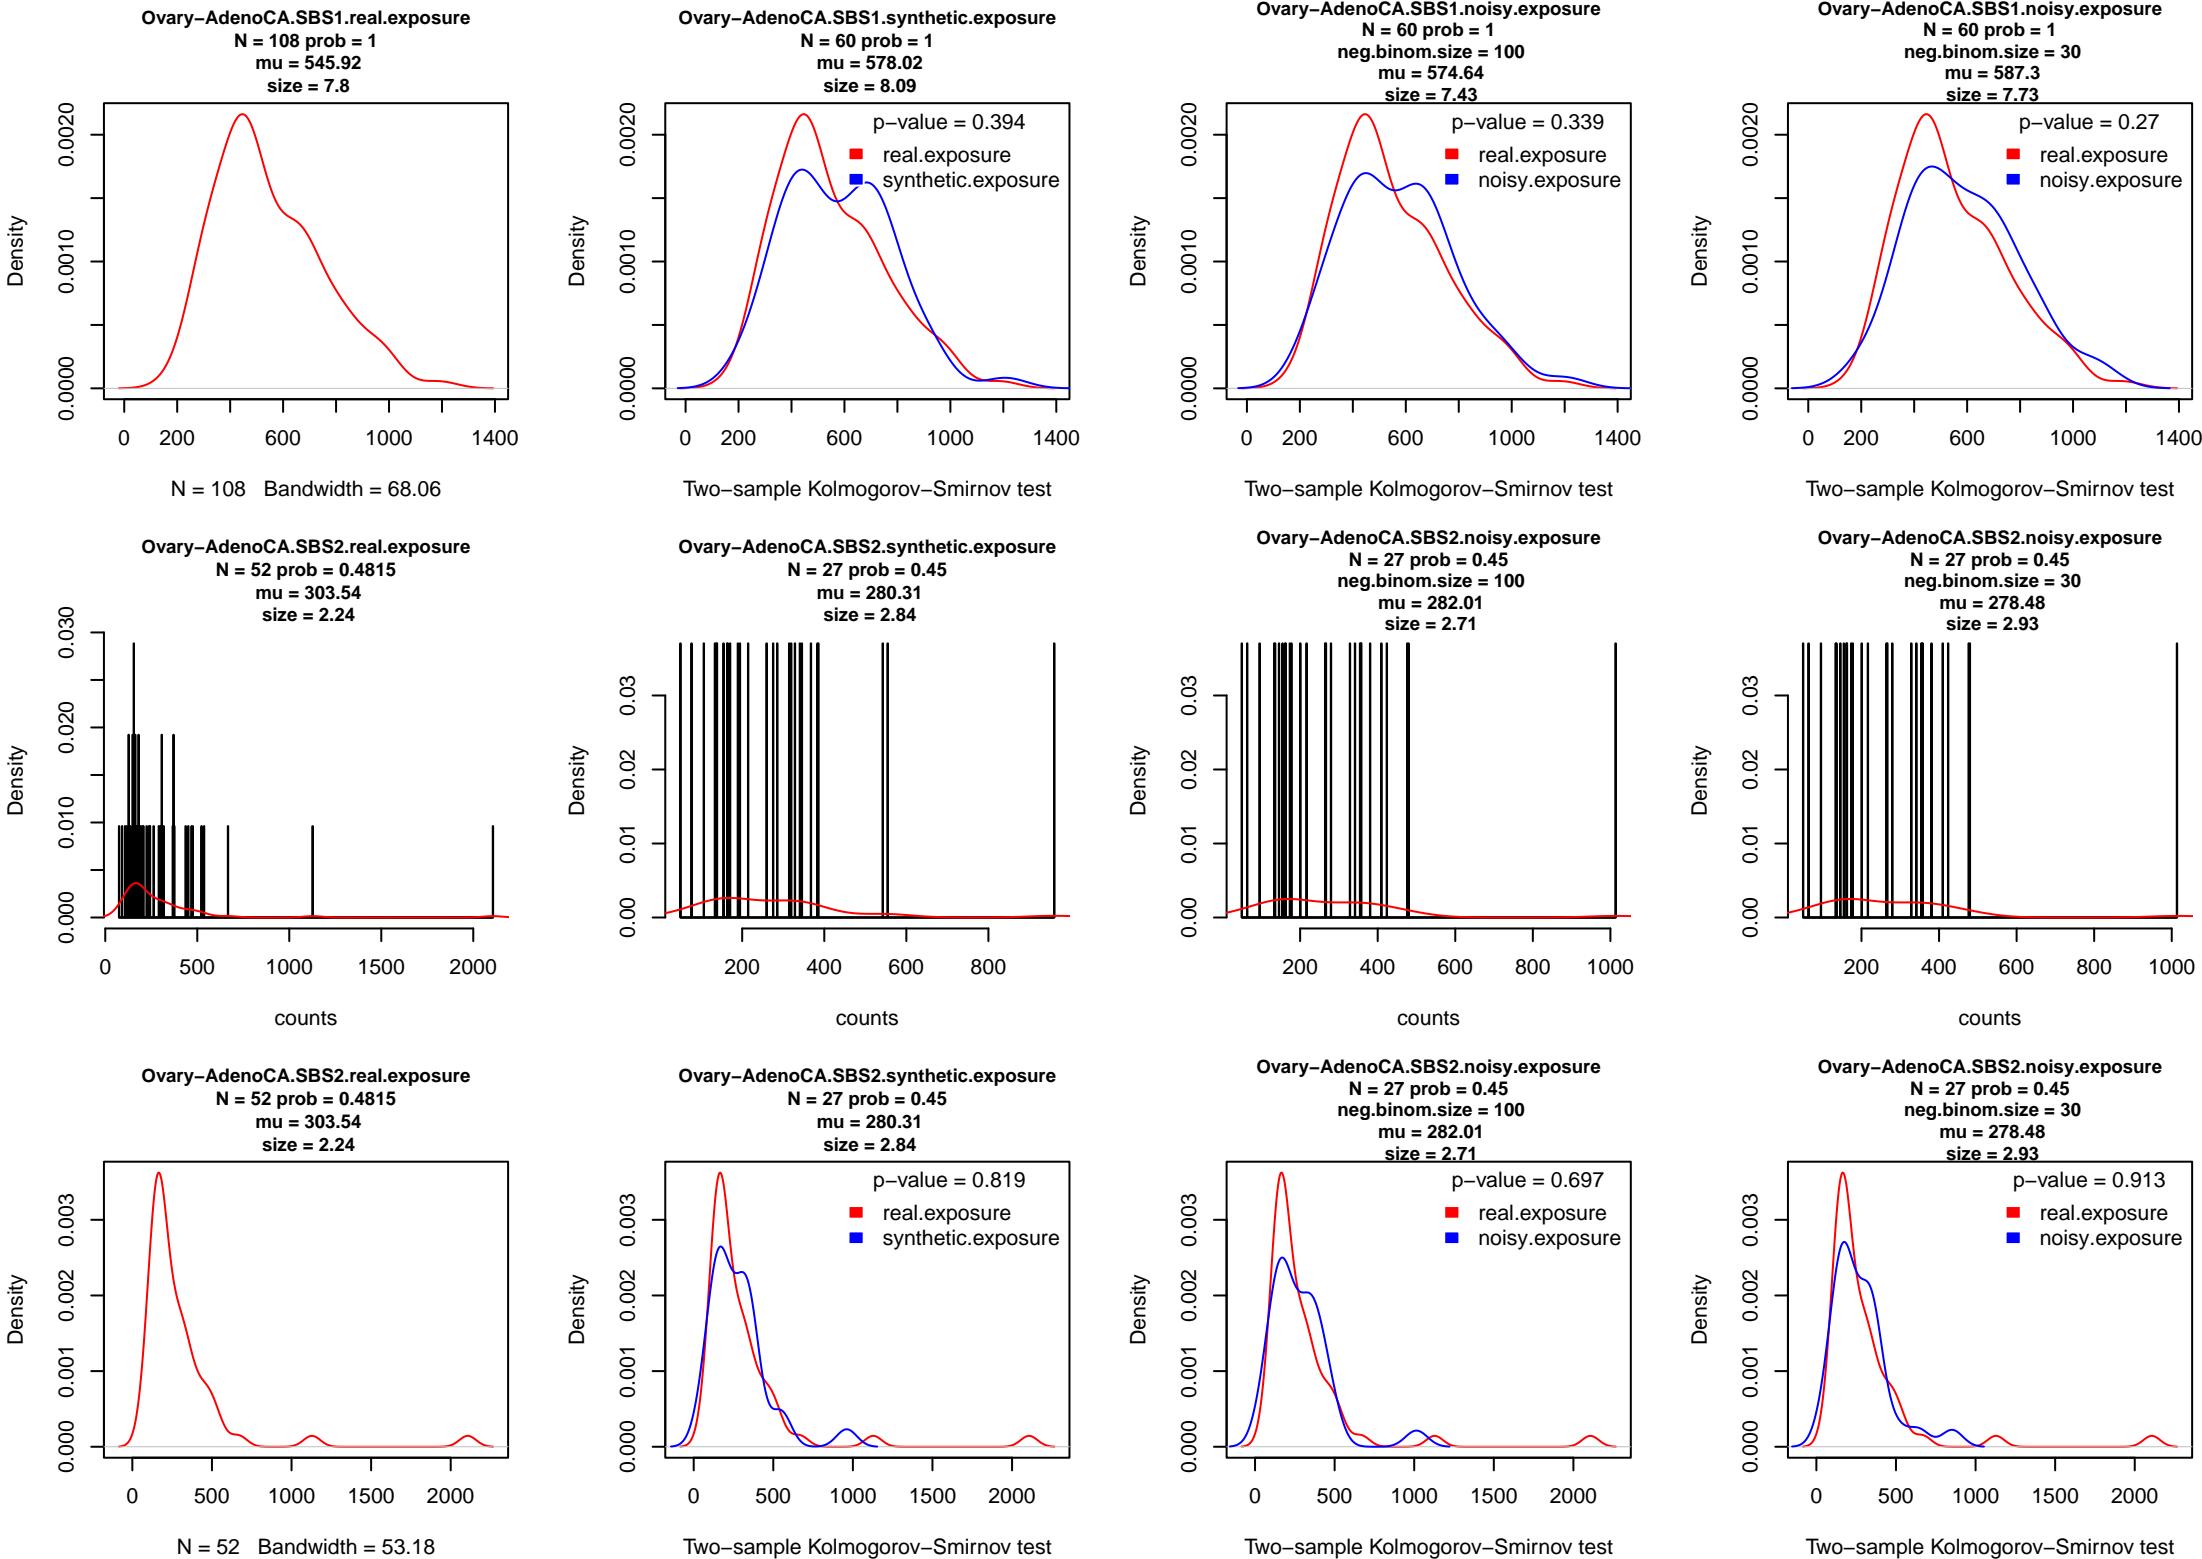 Ovary−AdenoCA.SBS1.real.exposure
N = 108 prob = 1
mu = 545.92
size = 7.8
Density
0.0000 0.0010 0.0020
0 200 600 1000 1400
N = 108 Bandwidth = 68.06
Ovary−AdenoCA.SBS1.synthetic.exposure
N = 60 prob = 1
mu = 578.02
size = 8.09
p−value = 0.394
real.exposure
synthetic.exposure
Density
0.0000 0.0010 0.0020
0 200 600 1000 1400
Two−sample Kolmogorov−Smirnov test
Ovary−AdenoCA.SBS1.noisy.exposure
N = 60 prob = 1
neg.binom.size = 100
mu = 574.64
size = 7.43
p−value = 0.339
real.exposure
noisy.exposure
Density
0.0000 0.0010 0.0020
0 200 600 1000 1400
Two−sample Kolmogorov−Smirnov test
Ovary−AdenoCA.SBS1.noisy.exposure
N = 60 prob = 1
neg.binom.size = 30
mu = 587.3
size = 7.73
p−value = 0.27
real.exposure
noisy.exposure
Density
0.0000 0.0010 0.0020
0 200 600 1000 1400
Two−sample Kolmogorov−Smirnov test
Ovary−AdenoCA.SBS2.real.exposure
N = 52 prob = 0.4815
mu = 303.54
size = 2.24
Density
0.000 0.010 0.020 0.030
0 500 1000 1500 2000
counts
Ovary−AdenoCA.SBS2.synthetic.exposure
N = 27 prob = 0.45
mu = 280.31
size = 2.84
Density
0.00 0.01 0.02 0.03
200 400 600 800
counts
Ovary−AdenoCA.SBS2.noisy.exposure
N = 27 prob = 0.45
neg.binom.size = 100
mu = 282.01
size = 2.71
Density
0.00 0.01 0.02 0.03
200 400 600 800 1000
counts
Ovary−AdenoCA.SBS2.noisy.exposure
N = 27 prob = 0.45
neg.binom.size = 30
mu = 278.48
size = 2.93
Density
0.00 0.01 0.02 0.03
200 400 600 800 1000
counts
Ovary−AdenoCA.SBS2.real.exposure
N = 52 prob = 0.4815
mu = 303.54
size = 2.24
Density
0.000 0.001 0.002 0.003
0 500 1000 1500 2000
N = 52 Bandwidth = 53.18
Ovary−AdenoCA.SBS2.synthetic.exposure
N = 27 prob = 0.45
mu = 280.31
size = 2.84
p−value = 0.819
real.exposure
synthetic.exposure
Density
0.000 0.001 0.002 0.003
0 500 1000 1500 2000
Two−sample Kolmogorov−Smirnov test
Ovary−AdenoCA.SBS2.noisy.exposure
N = 27 prob = 0.45
neg.binom.size = 100
mu = 282.01
size = 2.71
p−value = 0.697
real.exposure
noisy.exposure
Density
0.000 0.001 0.002 0.003
0 500 1000 1500 2000
Two−sample Kolmogorov−Smirnov test
Ovary−AdenoCA.SBS2.noisy.exposure
N = 27 prob = 0.45
neg.binom.size = 30
mu = 278.48
size = 2.93
p−value = 0.913
real.exposure
noisy.exposure
Density
0.000 0.001 0.002 0.003
0 500 1000 1500 2000
Two−sample Kolmogorov−Smirnov test